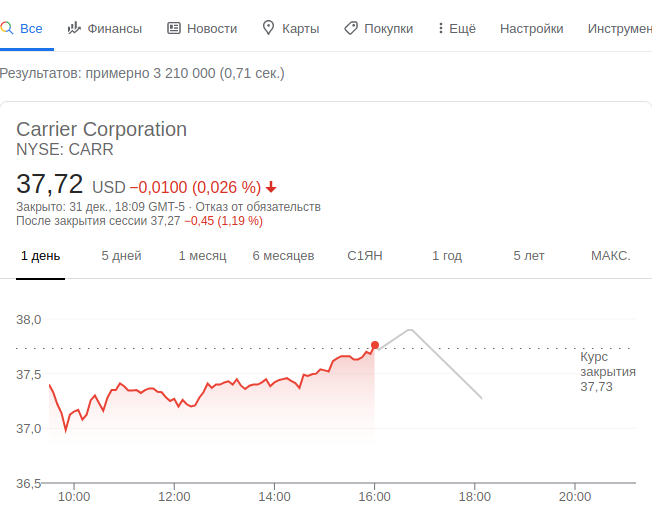 Все Финансы Новости Карты Покупки Ещё Настройки Инструмен
Результатов: примерно 3 210 000 (0,71 сек.)
Carrier Corporation
NYSE: CARR
37,72 USD −0,0100 (0,026 %)
Закрыто: 31 дек., 18:09 GMT-5 · Отказ от обязательств
После закрытия сессии 37,27 −0,45 (1,19 %)
1 день 5 дней 1 месяц 6 месяцев С1ЯН 1 год 5 лет МАКС.
38,0
Курс
закрытия
37,73
37,5
37,0
36,5
10:00 12:00 14:00 16:00 18:00 20:00